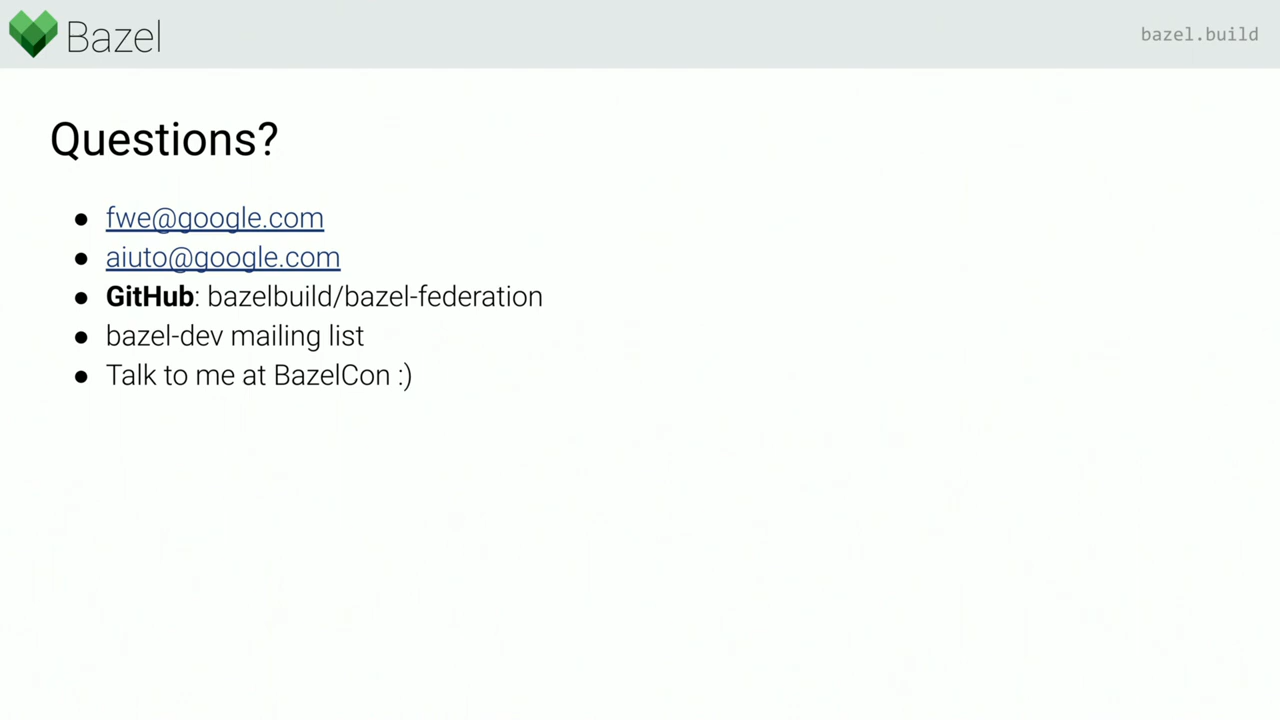 Bazel
bazel.build
Questions?
● fwe@google.com
● aiuto@google.com
● GitHub: bazelbuild/bazel-federation
● bazel-dev mailing list
● Talk to me at BazelCon :)